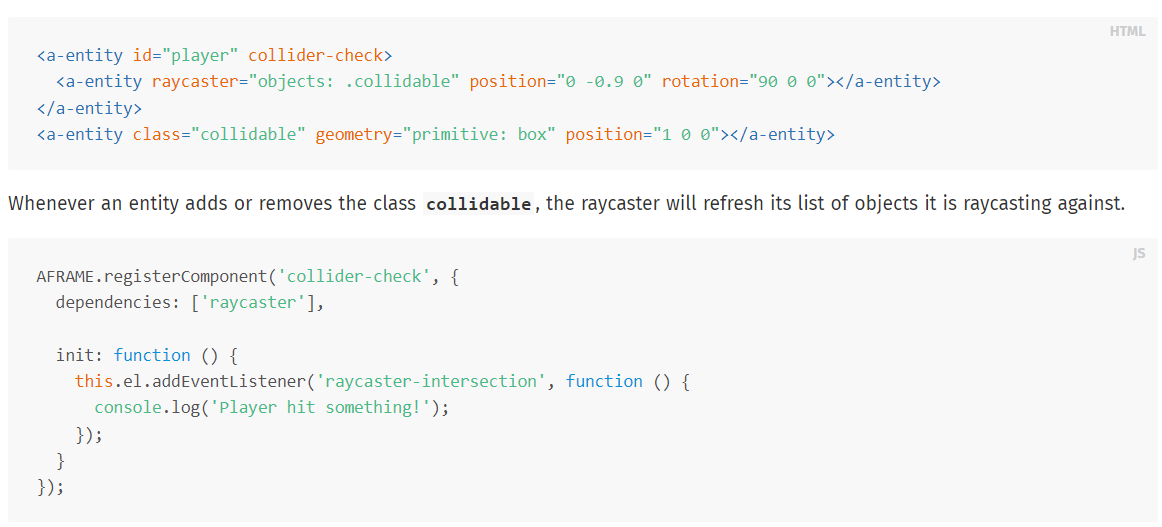 HTML
<a-entity id="player" collider-check>
  <a-entity raycaster="objects: .collidable" position="0 -0.9 0" rotation="90 0 0"></a-entity>
</a-entity>
<a-entity class="collidable" geometry="primitive: box" position="1 0 0"></a-entity>
Whenever an entity adds or removes the class collidable, the raycaster will refresh its list of objects it is raycasting against.
JS
AFRAME.registerComponent('collider-check', {
  dependencies: ['raycaster'],

  init: function () {
    this.el.addEventListener('raycaster-intersection', function () {
      console.log('Player hit something!');
    });
  }
});